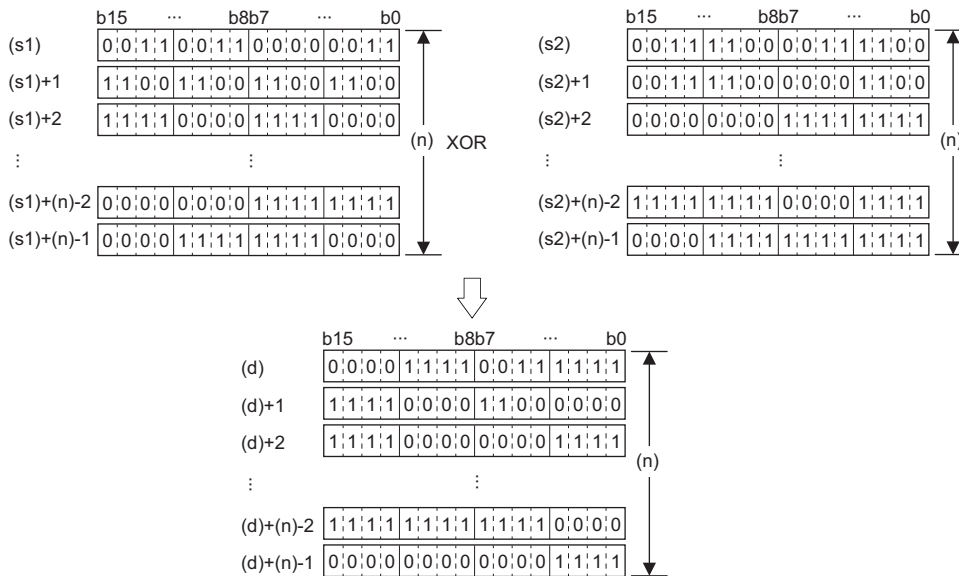 b15 ··· b8b7 ··· b0
(s1) 0 0 1 1 0 0 1 1 0 0 0 0 0 0 1 1
(s1)+1 1 1 0 0 1 1 0 0 1 1 0 0 1 1 0 0
(s1)+2 1 1 1 1 0 0 0 0 1 1 1 1 0 0 0 0
⋮ ⋮
(s1)+(n)-2 0 0 0 0 0 0 0 0 1 1 1 1 1 1 1 1
(s1)+(n)-1 0 0 0 0 1 1 1 1 1 1 1 1 0 0 0 0
(n)
XOR
b15 ··· b8b7 ··· b0
(s2) 0 0 1 1 1 1 0 0 0 0 1 1 1 1 0 0
(s2)+1 0 0 1 1 1 1 0 0 0 0 0 0 1 1 0 0
(s2)+2 0 0 0 0 0 0 0 0 1 1 1 1 1 1 1 1
⋮ ⋮
(s2)+(n)-2 1 1 1 1 1 1 1 1 0 0 0 0 1 1 1 1
(s2)+(n)-1 0 0 0 0 1 1 1 1 1 1 1 1 1 1 1 1
(n)
b15 ··· b8b7 ··· b0
(d) 0 0 0 0 1 1 1 1 0 0 1 1 1 1 1 1
(d)+1 1 1 1 1 0 0 0 0 1 1 0 0 0 0 0 0
(d)+2 1 1 1 1 0 0 0 0 0 0 0 0 1 1 1 1
⋮ ⋮
(d)+(n)-2 1 1 1 1 1 1 1 1 1 1 1 1 0 0 0 0
(d)+(n)-1 0 0 0 0 0 0 0 0 0 0 0 0 1 1 1 1
(n)